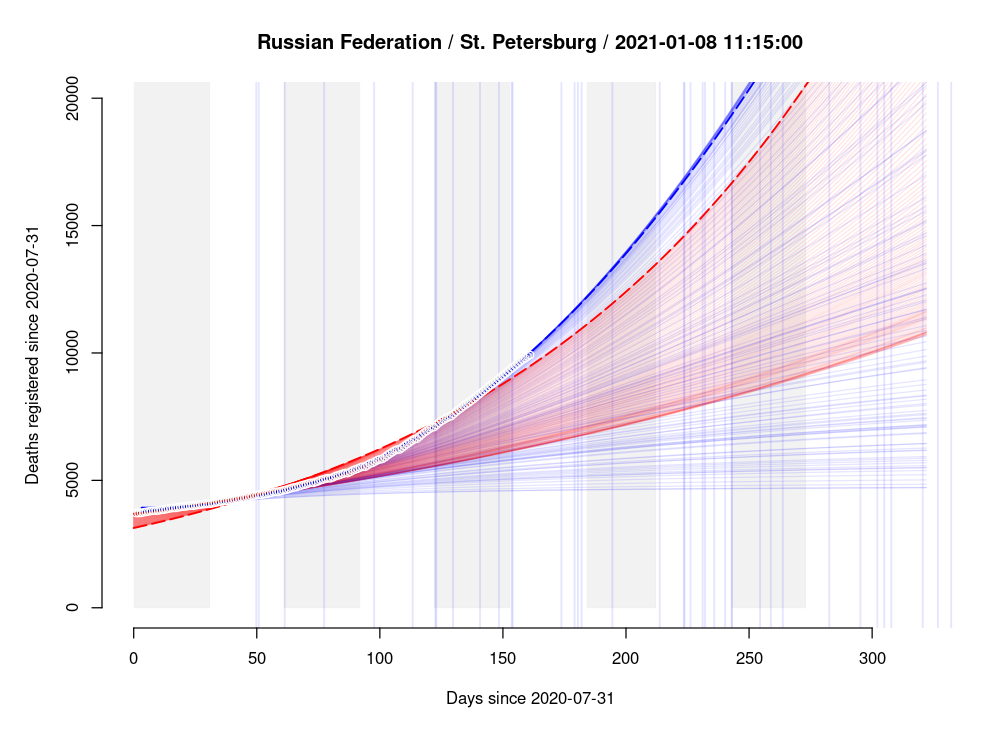 Russian Federation / St. Petersburg / 2021-01-08 11:15:00
Deaths registered since 2020-07-31
20000
15000
10000
5000
0
0 50 100 150 200 250 300
Days since 2020-07-31